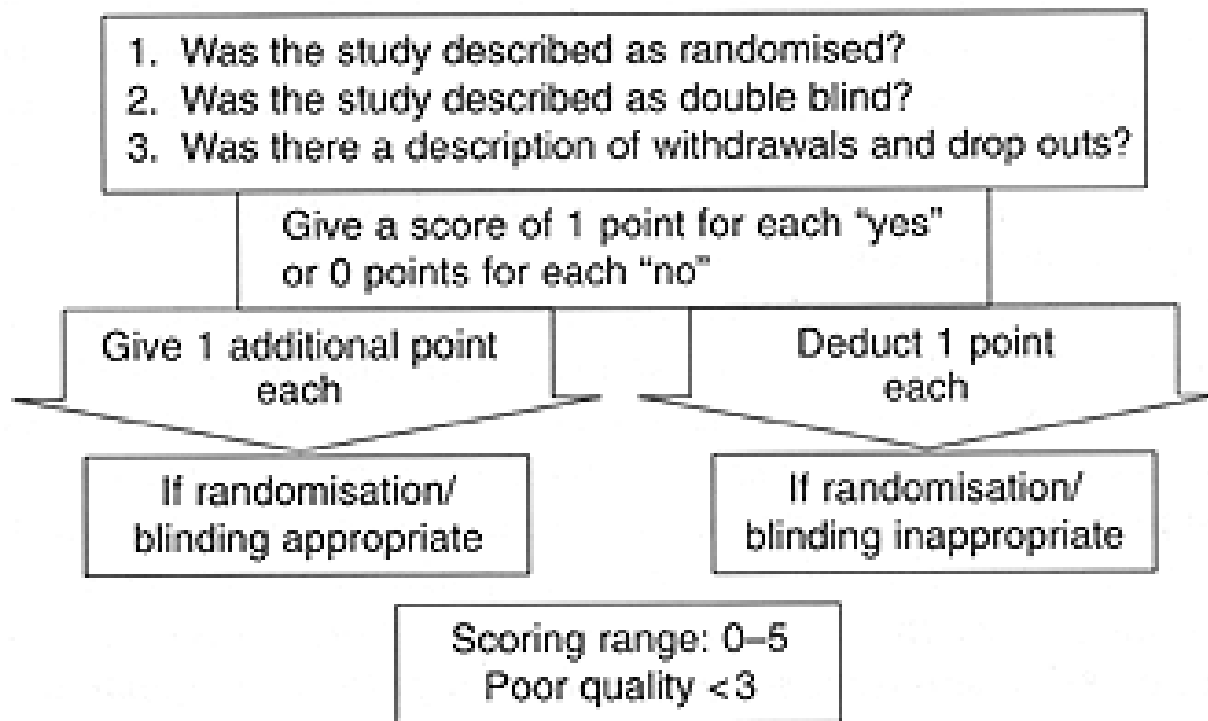 1. Was the study described as randomised?
2. Was the study described as double blind?
3. Was there a description of withdrawals and drop outs?
Give a score of 1 point for each “yes”
or 0 points for each “no”
Give 1 additional point
each
Deduct 1 point
each
If randomisation/
blinding appropriate
If randomisation/
blinding inappropriate
Scoring range: 0–5
Poor quality <3